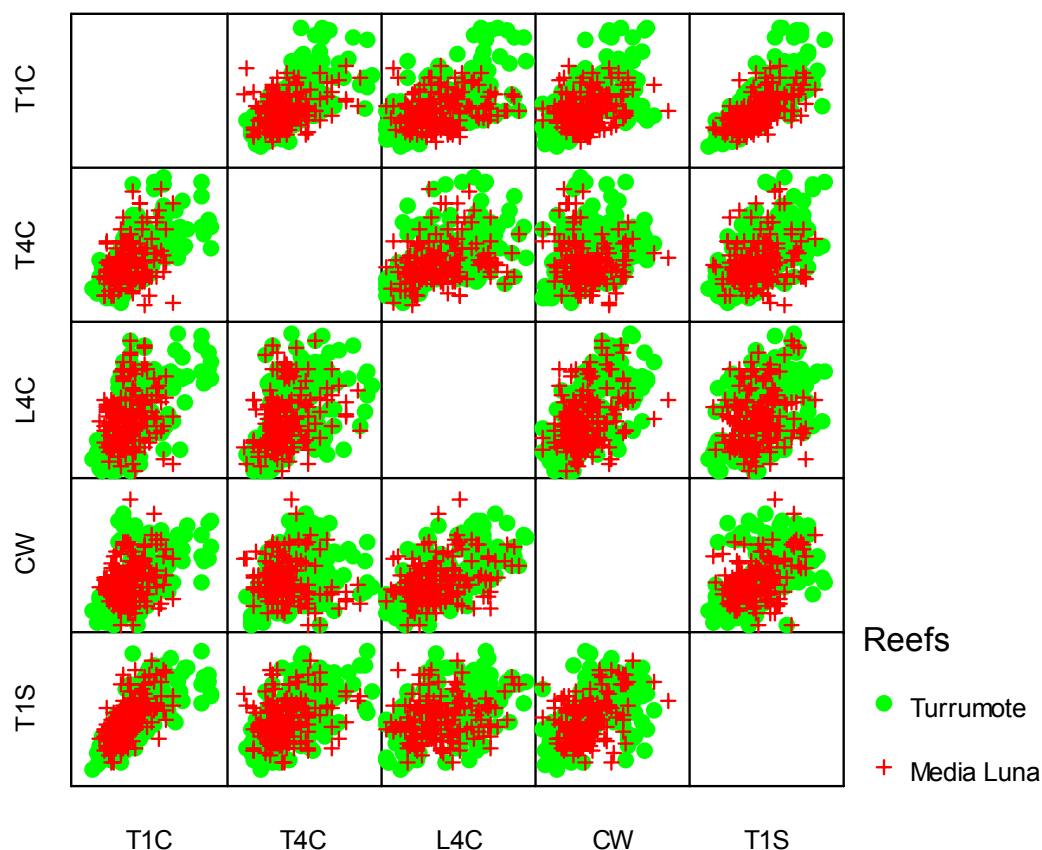 T1C
T4C
L4C
CW
T1S
T1C
T4C
L4C
CW
T1S
Reefs
Turrumote
Media Luna